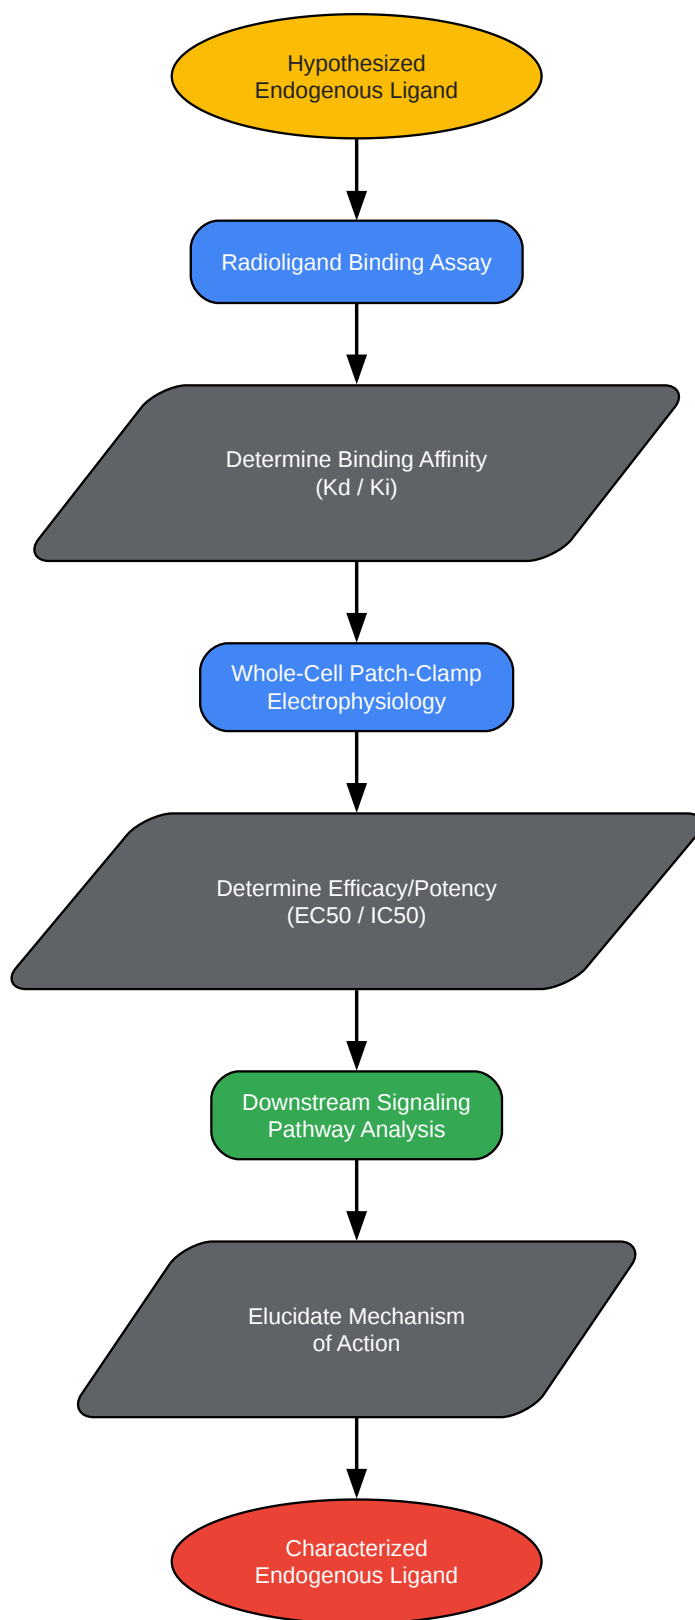 Hypothesized
Endogenous Ligand
Radioligand Binding Assay
Determine Binding Affinity
(Kd / Ki)
Whole-Cell Patch-Clamp
Electrophysiology
Determine Efficacy/Potency
(EC50 / IC50)
Downstream Signaling
Pathway Analysis
Elucidate Mechanism
of Action
Characterized
Endogenous Ligand